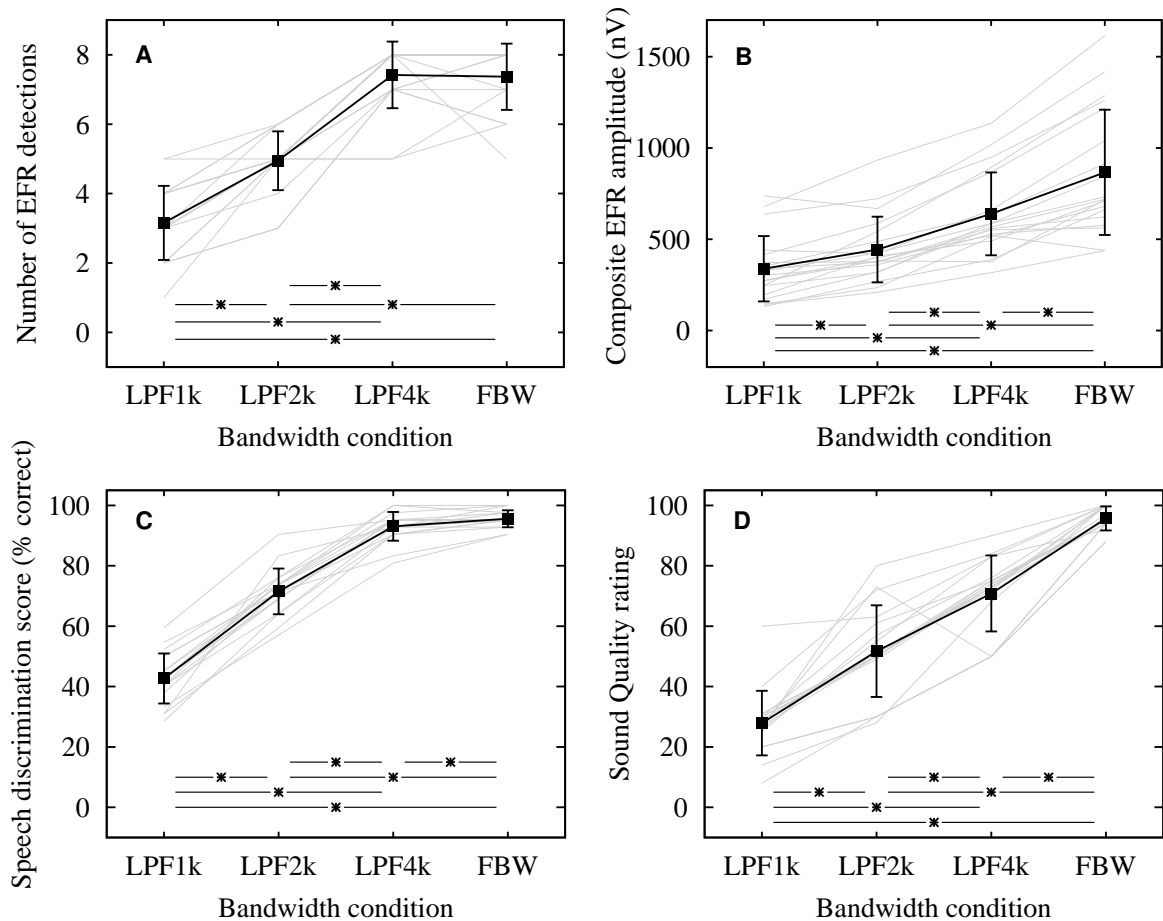 A
Number of EFR detections
8
6
4
2
0
LPF1k LPF2k LPF4k FBW
Bandwidth condition
B
Composite EFR amplitude (nV)
1500
1000
500
0
LPF1k LPF2k LPF4k FBW
Bandwidth condition
C
Speech discrimination score (% correct)
100
80
60
40
20
0
LPF1k LPF2k LPF4k FBW
Bandwidth condition
D
Sound Quality rating
100
80
60
40
20
0
LPF1k LPF2k LPF4k FBW
Bandwidth condition